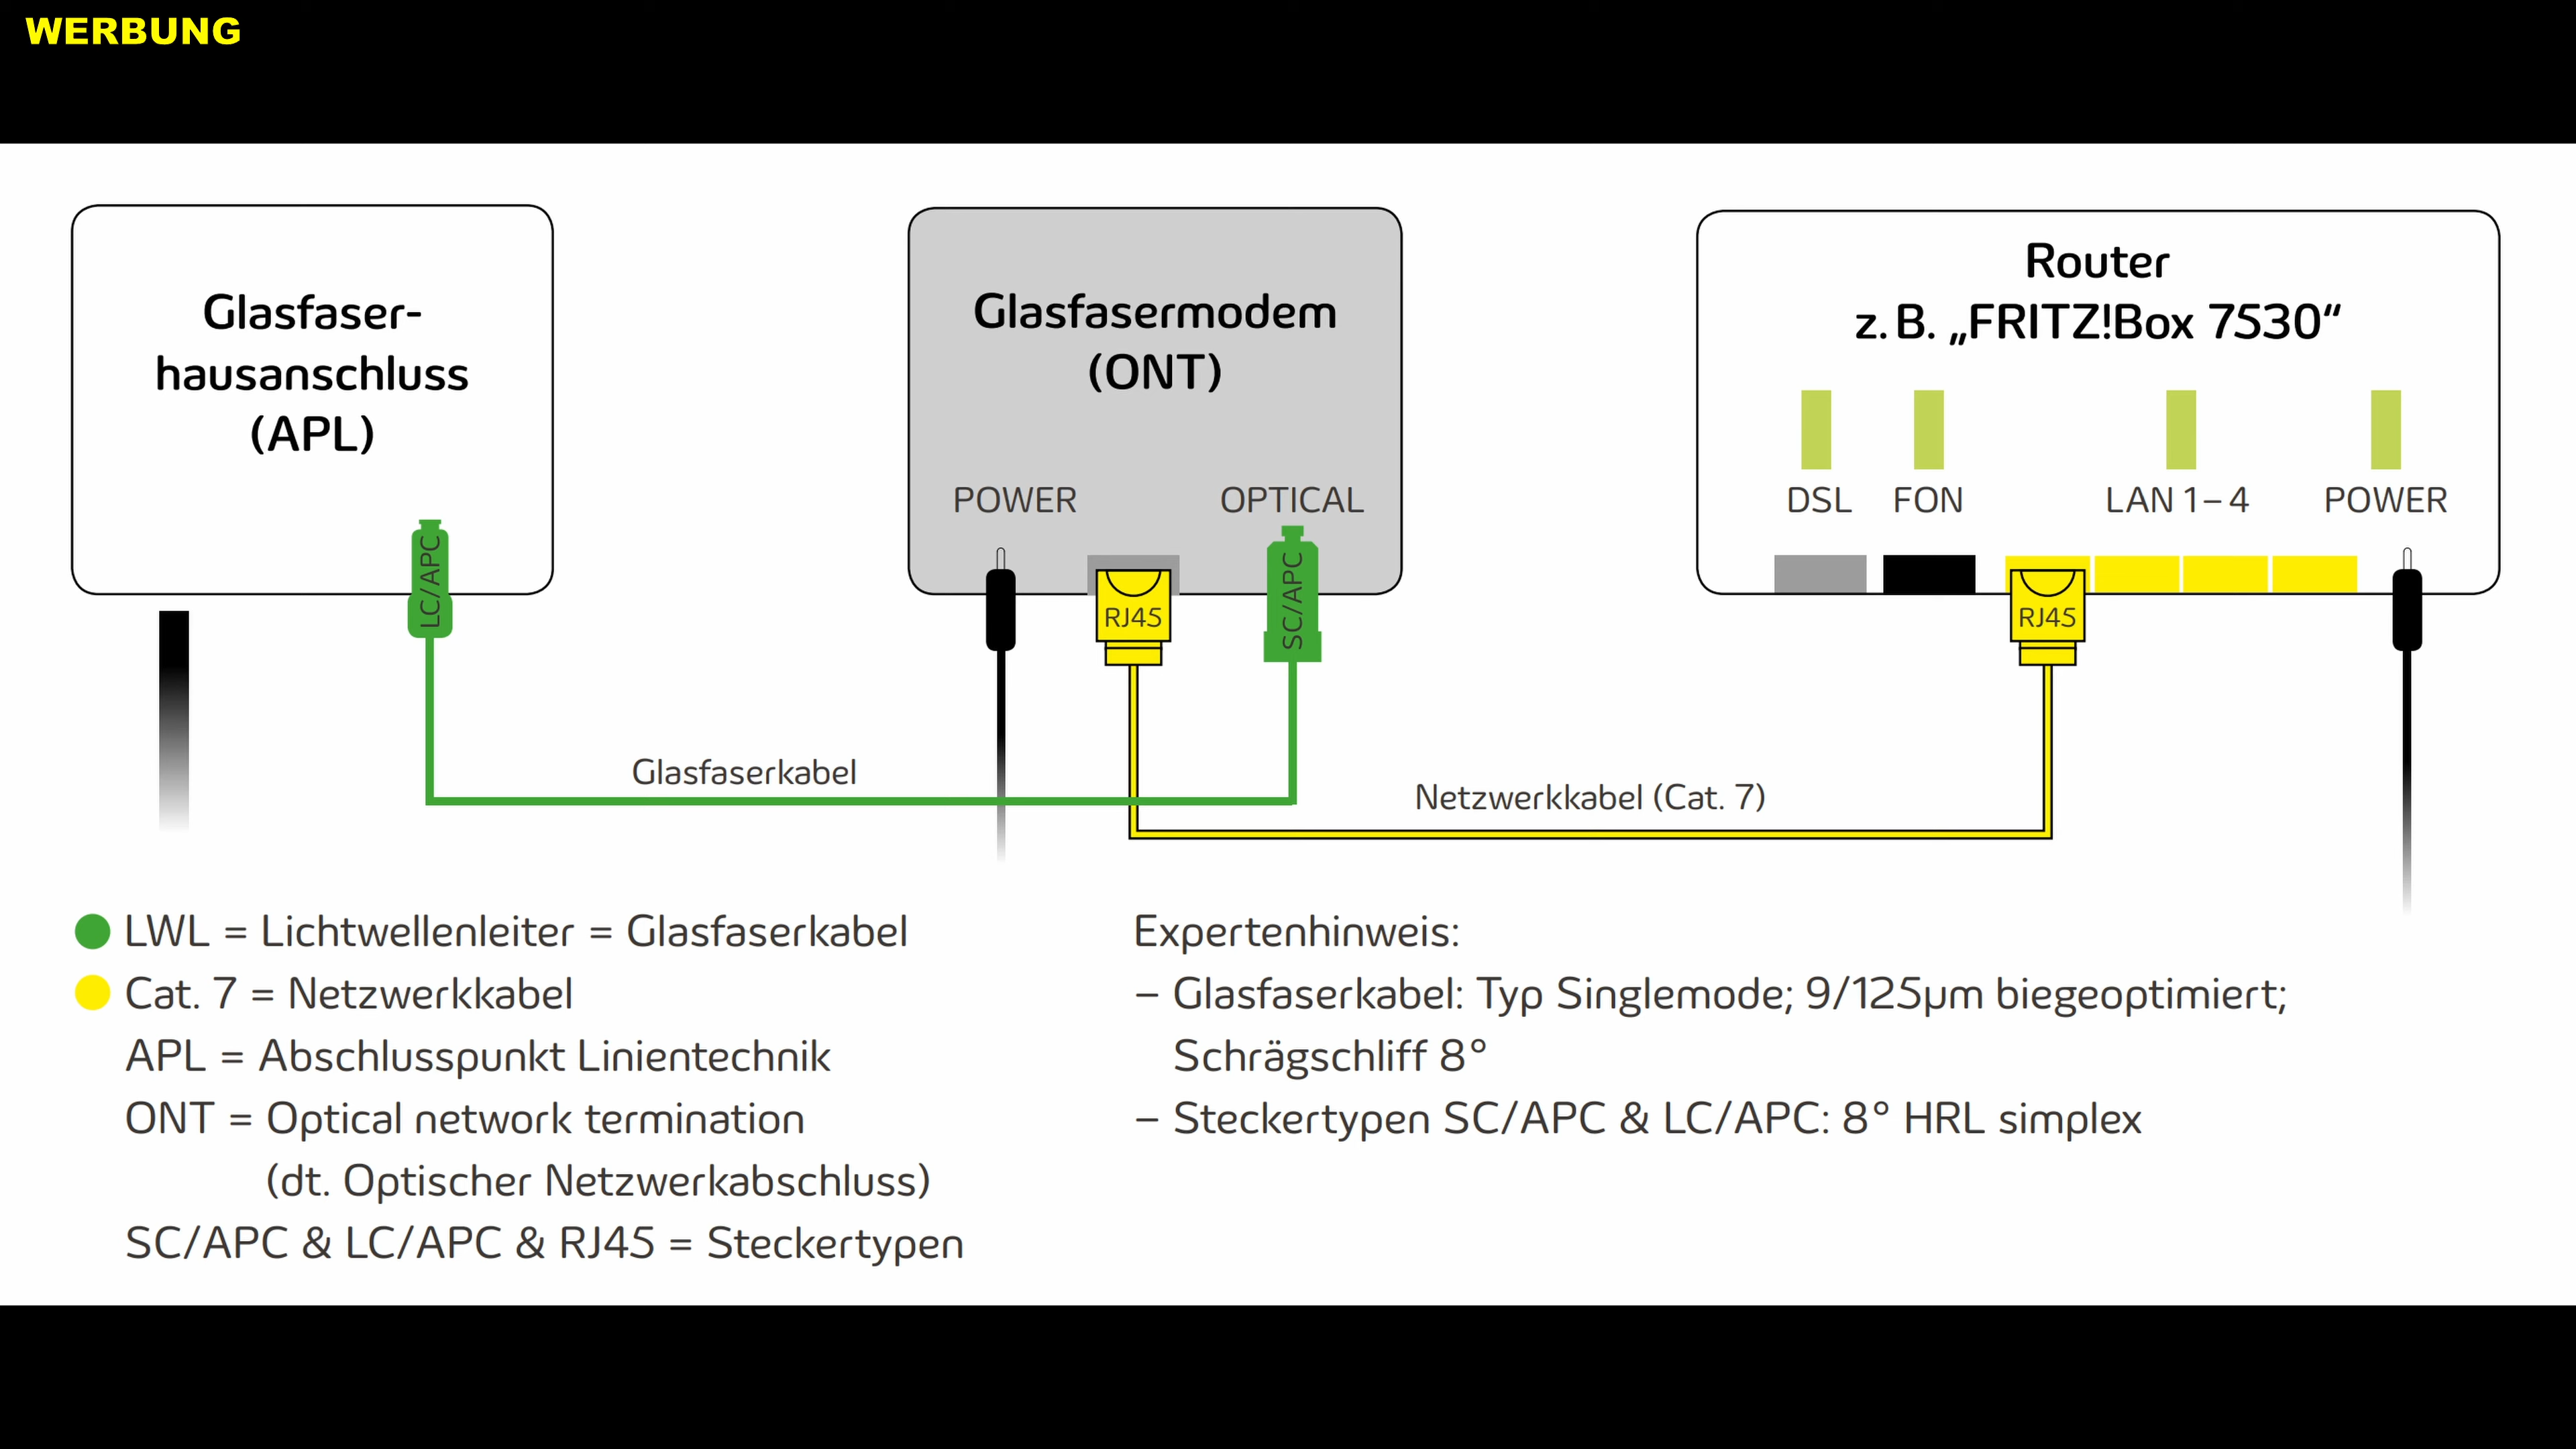 WERBUNG
Glasfaser-
hausanschluss
(APL)
LC/APC
Glasfasermodem
(ONT)
POWER
OPTICAL
RJ45
SC/APC
Router
z. B. „FRITZ!Box 7530“
DSL
FON
LAN 1 – 4
POWER
RJ45
Glasfaserkabel
Netzwerkkabel (Cat. 7)
LWL = Lichtwellenleiter = Glasfaserkabel
Cat. 7 = Netzwerkkabel
APL = Abschlusspunkt Linientechnik
ONT = Optical network termination
(dt. Optischer Netzwerkabschluss)
SC/APC & LC/APC & RJ45 = Steckertypen
Expertenhinweis:
– Glasfaserkabel: Typ Singlemode; 9/125µm biegeoptimiert;
Schrägschliff 8°
– Steckertypen SC/APC & LC/APC: 8° HRL simplex